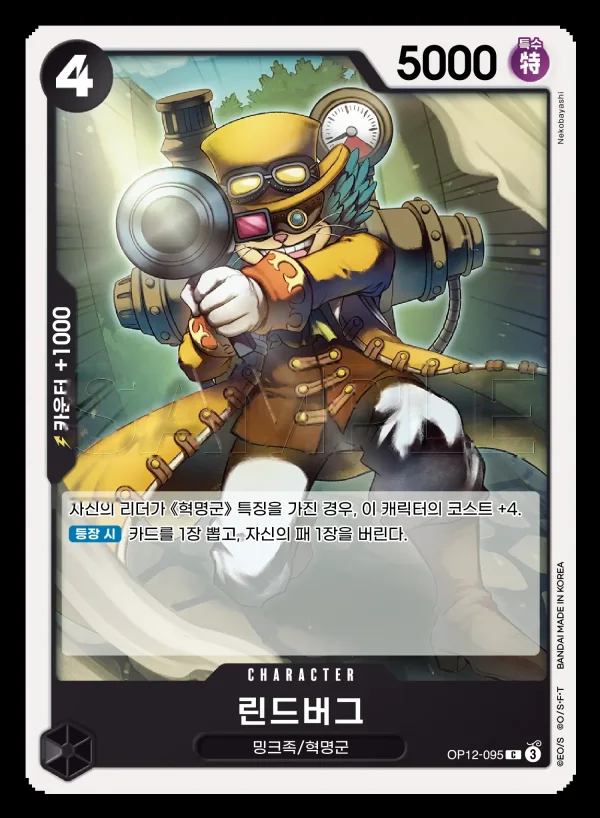 4
5000
특수
特
Nekobayashi
카운터 +1000
SAMPLE
자신의 리더가 《혁명군》 특징을 가진 경우, 이 캐릭터의 코스트 +4.
등장 시 카드를 1장 뽑고, 자신의 패 1장을 버린다.
CHARACTER
린드버그
밍크족/혁명군
OP12-095 C 3
©EO/S ©O/S·F·T BANDAI MADE IN KOREA